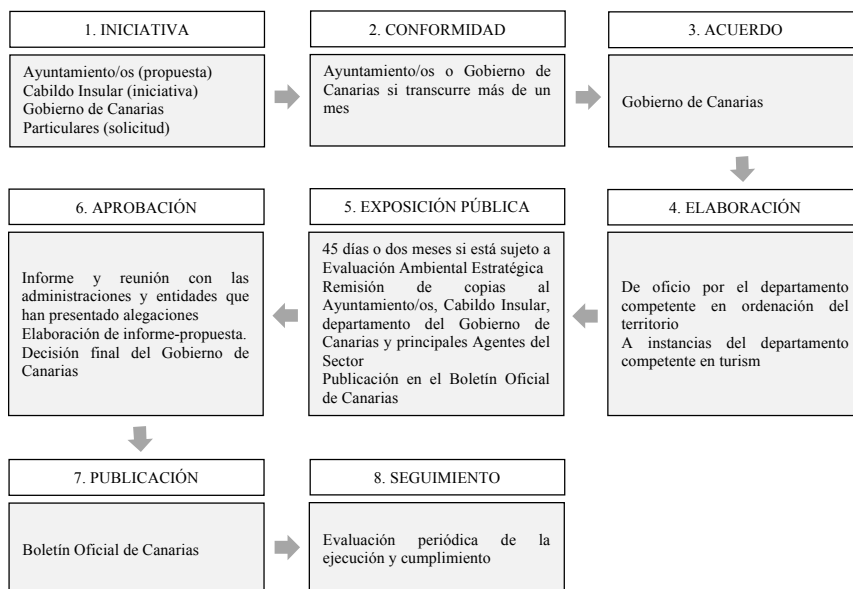 1. INICIATIVA
Ayuntamiento/os (propuesta)
Cabildo Insular (iniciativa)
Gobierno de Canarias
Particulares (solicitud)
2. CONFORMIDAD
Ayuntamiento/os o Gobierno de
Canarias si transcurre más de un
mes
3. ACUERDO
Gobierno de Canarias
4. ELABORACIÓN
De oficio por el departamento
competente en ordenación del
territorio
A instancias del departamento
competente en turism
5. EXPOSICIÓN PÚBLICA
45 días o dos meses si está sujeto a
Evaluación Ambiental Estratégica
Remisión de copias al
Ayuntamiento/os, Cabildo Insular,
departamento del Gobierno de
Canarias y principales Agentes del
Sector
Publicación en el Boletín Oficial
de Canarias
6. APROBACIÓN
Informe y reunión con las
administraciones y entidades que
han presentado alegaciones
Elaboración de informe-propuesta.
Decisión final del Gobierno de
Canarias
7. PUBLICACIÓN
Boletín Oficial de Canarias
8. SEGUIMIENTO
Evaluación periódica de la
ejecución y cumplimiento